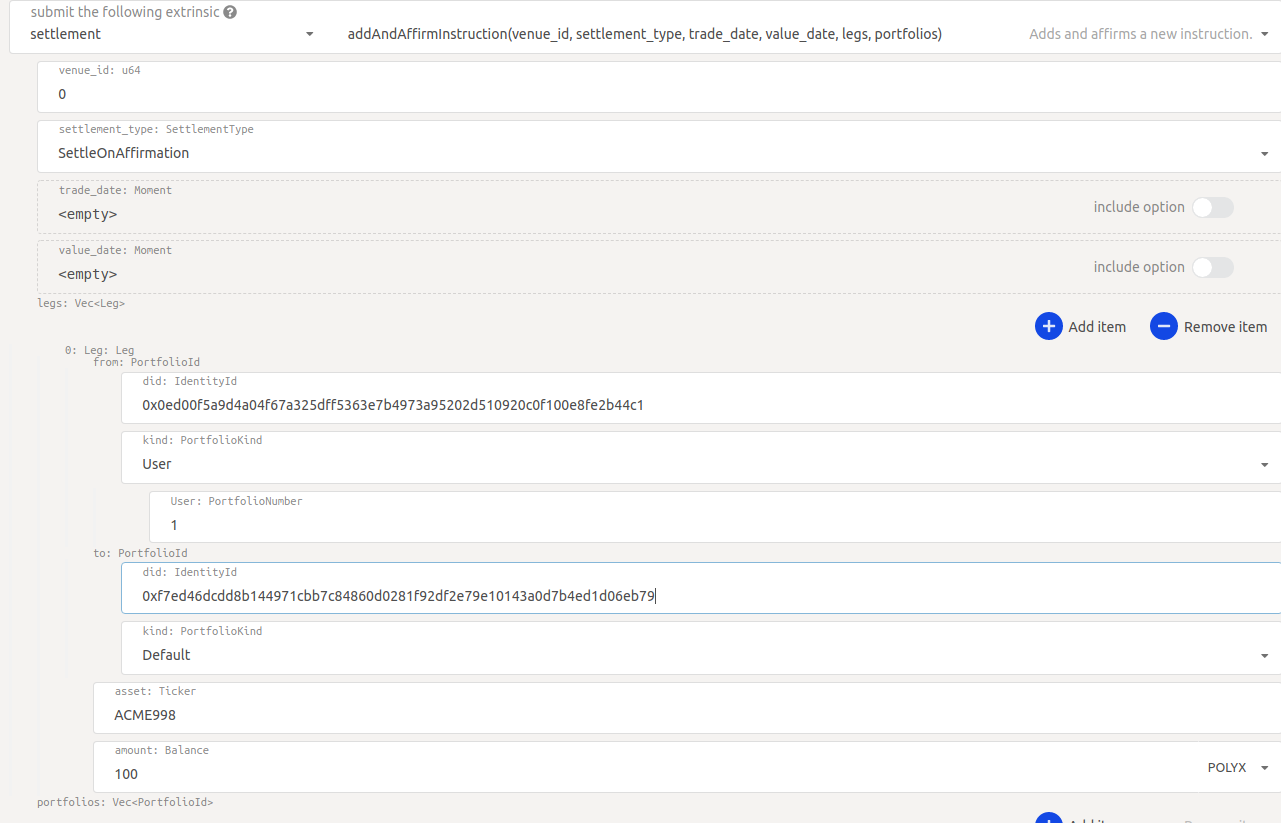 submit the following extrinsic
settlement
addAndAffirmInstruction(venue_id, settlement_type, trade_date, value_date, legs, portfolios)
Adds and affirms a new instruction.
venue_id: u64
0
settlement_type: SettlementType
SettleOnAffirmation
trade_date: Moment
<empty>
include option
value_date: Moment
<empty>
include option
legs: Vec<Leg>
Add item
Remove item
0: Leg: Leg
from: PortfolioId
did: IdentityId
0x0ed00f5a9d4a04f67a325dff5363e7b4973a95202d510920c0f100e8fe2b44c1
kind: PortfolioKind
User
User: PortfolioNumber
1
to: PortfolioId
did: IdentityId
0xf7ed46dcdd8b144971cbb7c84860d0281f92df2e79e10143a0d7b4ed1d06eb79
kind: PortfolioKind
Default
asset: Ticker
ACME998
amount: Balance
100
POLYX
portfolios: Vec<PortfolioId>